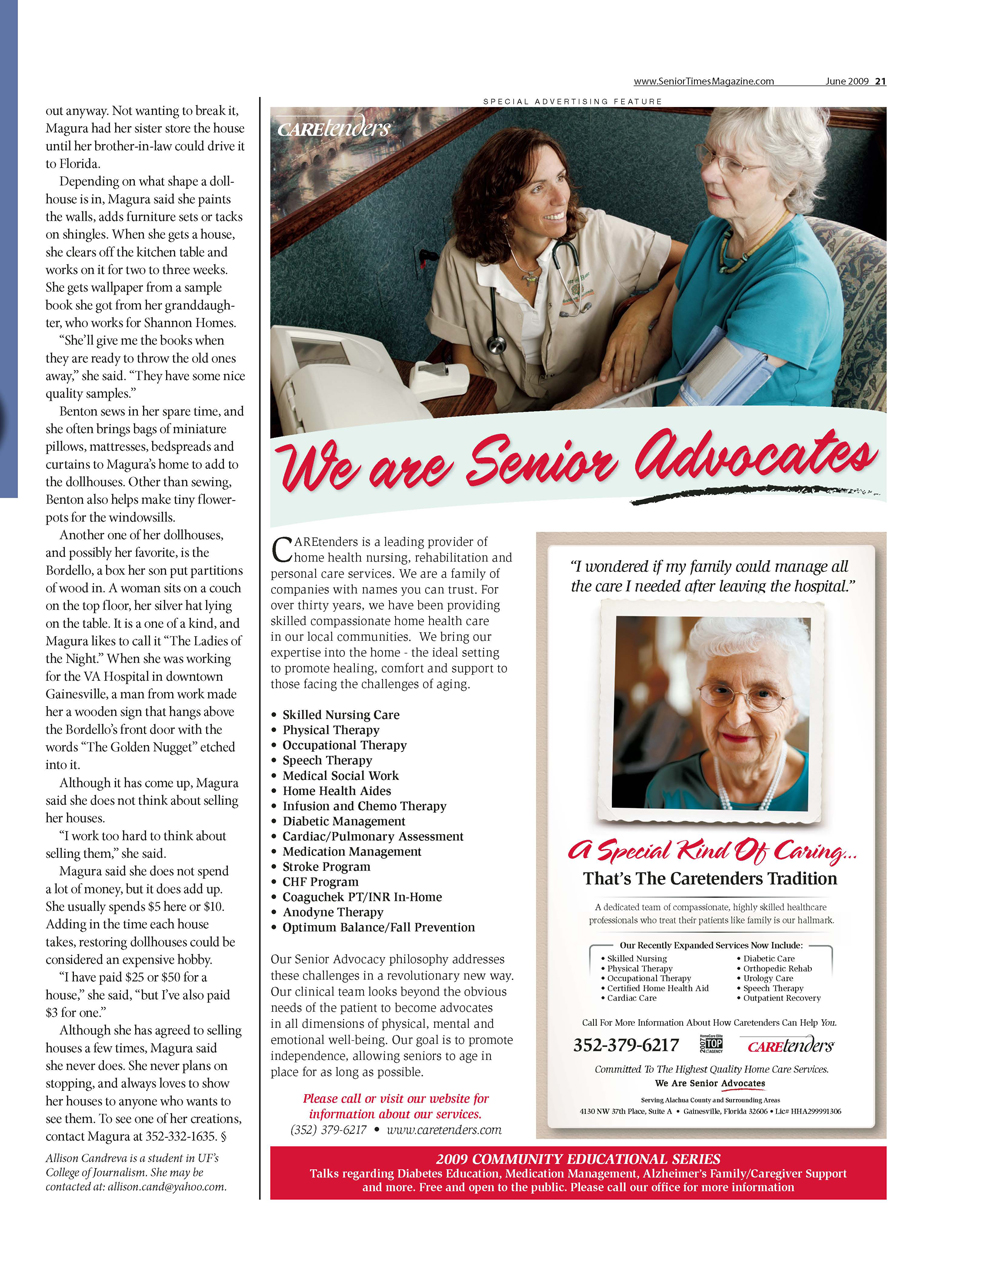 www.SeniorTimesMagazine.com June 2009 21
out anyway. Not wanting to break it,
Magura had her sister store the house
until her brother-in-law could drive it
to Florida.
Depending on what shape a doll-
house is in, Magura said she paints
the walls, adds furniture sets or tacks
on shingles. When she gets a house,
she clears off the kitchen table and
works on it for two to three weeks.
She gets wallpaper from a sample
book she got from her granddaugh-
ter, who works for Shannon Homes.
“She’ll give me the books when
they are ready to throw the old ones
away,” she said. “They have some nice
quality samples.”
Benton sews in her spare time, and
she often brings bags of miniature
pillows, mattresses, bedspreads and
curtains to Magura’s home to add to
the dollhouses. Other than sewing,
Benton also helps make tiny flower-
pots for the windowsills.
Another one of her dollhouses,
and possibly her favorite, is the
Bordello, a box her son put partitions
of wood in. A woman sits on a couch
on the top floor, her silver hat lying
on the table. It is a one of a kind, and
Magura likes to call it “The Ladies of
the Night.” When she was working
for the VA Hospital in downtown
Gainesville, a man from work made
her a wooden sign that hangs above
the Bordello’s front door with the
words “The Golden Nugget” etched
into it.
Although it has come up, Magura
said she does not think about selling
her houses.
“I work too hard to think about
selling them,” she said.
Magura said she does not spend
a lot of money, but it does add up.
She usually spends $5 here or $10.
Adding in the time each house
takes, restoring dollhouses could be
considered an expensive hobby.
“I have paid $25 or $50 for a
house,” she said, “but I’ve also paid
$3 for one.”
Although she has agreed to selling
houses a few times, Magura said
she never does. She never plans on
stopping, and always loves to show
her houses to anyone who wants to
see them. To see one of her creations,
contact Magura at 352-332-1635. §
Allison Candreva is a student in UF’s
College of Journalism. She may be
contacted at: allison.cand@yahoo.com.
SPECIAL ADVERTISING FEATURE
CAREtenders
We are Senior Advocates
CAREtenders is a leading provider of
home health nursing, rehabilitation and
personal care services. We are a family of
companies with names you can trust. For
over thirty years, we have been providing
skilled compassionate home health care
in our local communities. We bring our
expertise into the home - the ideal setting
to promote healing, comfort and support to
those facing the challenges of aging.
• Skilled Nursing Care
• Physical Therapy
• Occupational Therapy
• Speech Therapy
• Medical Social Work
• Home Health Aides
• Infusion and Chemo Therapy
• Diabetic Management
• Cardiac/Pulmonary Assessment
• Medication Management
• Stroke Program
• CHF Program
• Coaguchek PT/INR In-Home
• Anodyne Therapy
• Optimum Balance/Fall Prevention
Our Senior Advocacy philosophy addresses
these challenges in a revolutionary new way.
Our clinical team looks beyond the obvious
needs of the patient to become advocates
in all dimensions of physical, mental and
emotional well-being. Our goal is to promote
independence, allowing seniors to age in
place for as long as possible.
Please call or visit our website for
information about our services.
(352) 379-6217 • www.caretenders.com
“I wondered if my family could manage all
the care I needed after leaving the hospital.”
A Special Kind Of Caring...
That’s The Caretenders Tradition
A dedicated team of compassionate, highly skilled healthcare
professionals who treat their patients like family is our hallmark.
Our Recently Expanded Services Now Include:
• Skilled Nursing
• Physical Therapy
• Occupational Therapy
• Certified Home Health Aid
• Cardiac Care
• Diabetic Care
• Orthopedic Rehab
• Urology Care
• Speech Therapy
• Outpatient Recovery
Call For More Information About How Caretenders Can Help You.
352-379-6217
HomeCare Elite
2007 TOP
AGENCY
CAREtenders
Committed To The Highest Quality Home Care Services.
We Are Senior Advocates
Serving Alachua County and Surrounding Areas
4130 NW 37th Place, Suite A • Gainesville, Florida 32606 • Lic# HHA299991306
2009 COMMUNITY EDUCATIONAL SERIES
Talks regarding Diabetes Education, Medication Management, Alzheimer’s Family/Caregiver Support
and more. Free and open to the public. Please call our office for more information